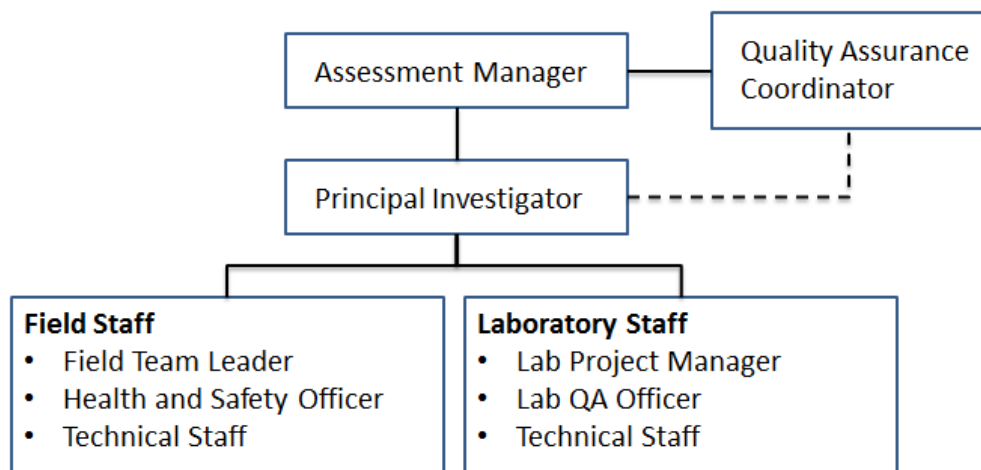 Assessment Manager
Quality Assurance
Coordinator
Principal Investigator
Field Staff
• Field Team Leader
• Health and Safety Officer
• Technical Staff
Laboratory Staff
• Lab Project Manager
• Lab QA Officer
• Technical Staff